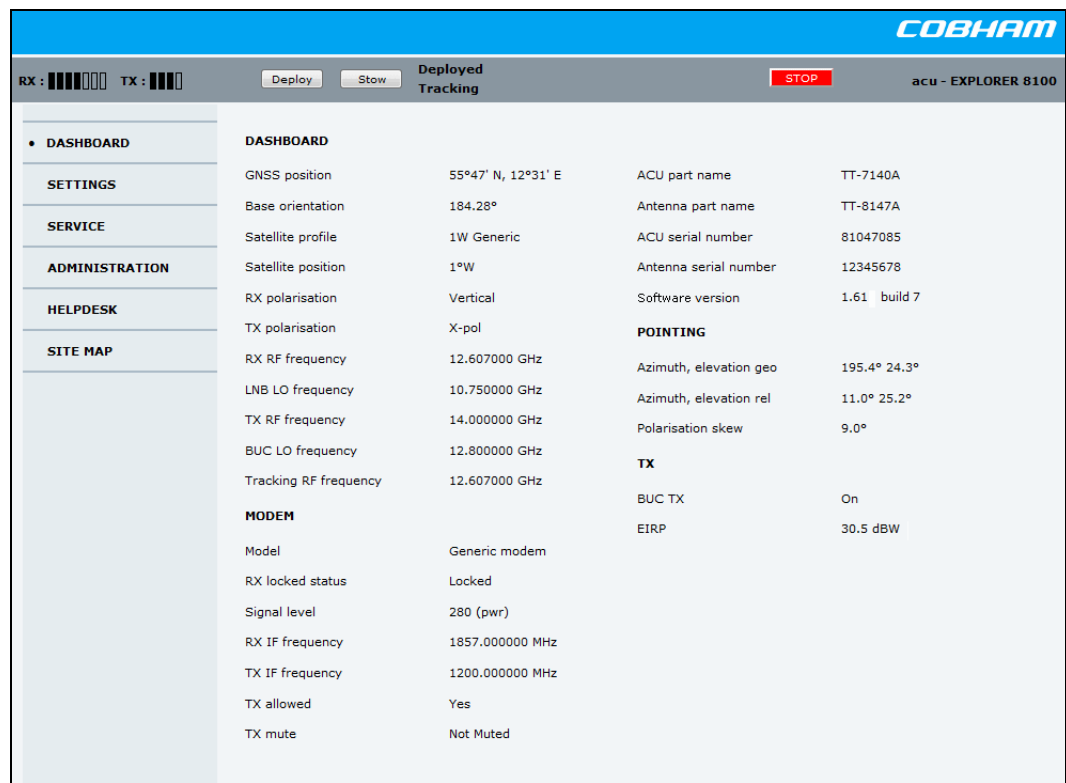 COBHAM
RX : TX : Deploy Stow Deployed Tracking STOP acu - EXPLORER 8100
• DASHBOARD
SETTINGS
SERVICE
ADMINISTRATION
HELPDESK
SITE MAP
DASHBOARD
GNSS position 55°47' N, 12°31' E
Base orientation 184.28°
Satellite profile 1W Generic
Satellite position 1°W
RX polarisation Vertical
TX polarisation X-pol
RX RF frequency 12.607000 GHz
LNB LO frequency 10.750000 GHz
TX RF frequency 14.000000 GHz
BUC LO frequency 12.800000 GHz
Tracking RF frequency 12.607000 GHz
MODEM
Model Generic modem
RX locked status Locked
Signal level 280 (pwr)
RX IF frequency 1857.000000 MHz
TX IF frequency 1200.000000 MHz
TX allowed Yes
TX mute Not Muted
ACU part name TT-7140A
Antenna part name TT-8147A
ACU serial number 81047085
Antenna serial number 12345678
Software version 1.61 build 7
POINTING
Azimuth, elevation geo 195.4° 24.3°
Azimuth, elevation rel 11.0° 25.2°
Polarisation skew 9.0°
TX
BUC TX On
EIRP 30.5 dBW